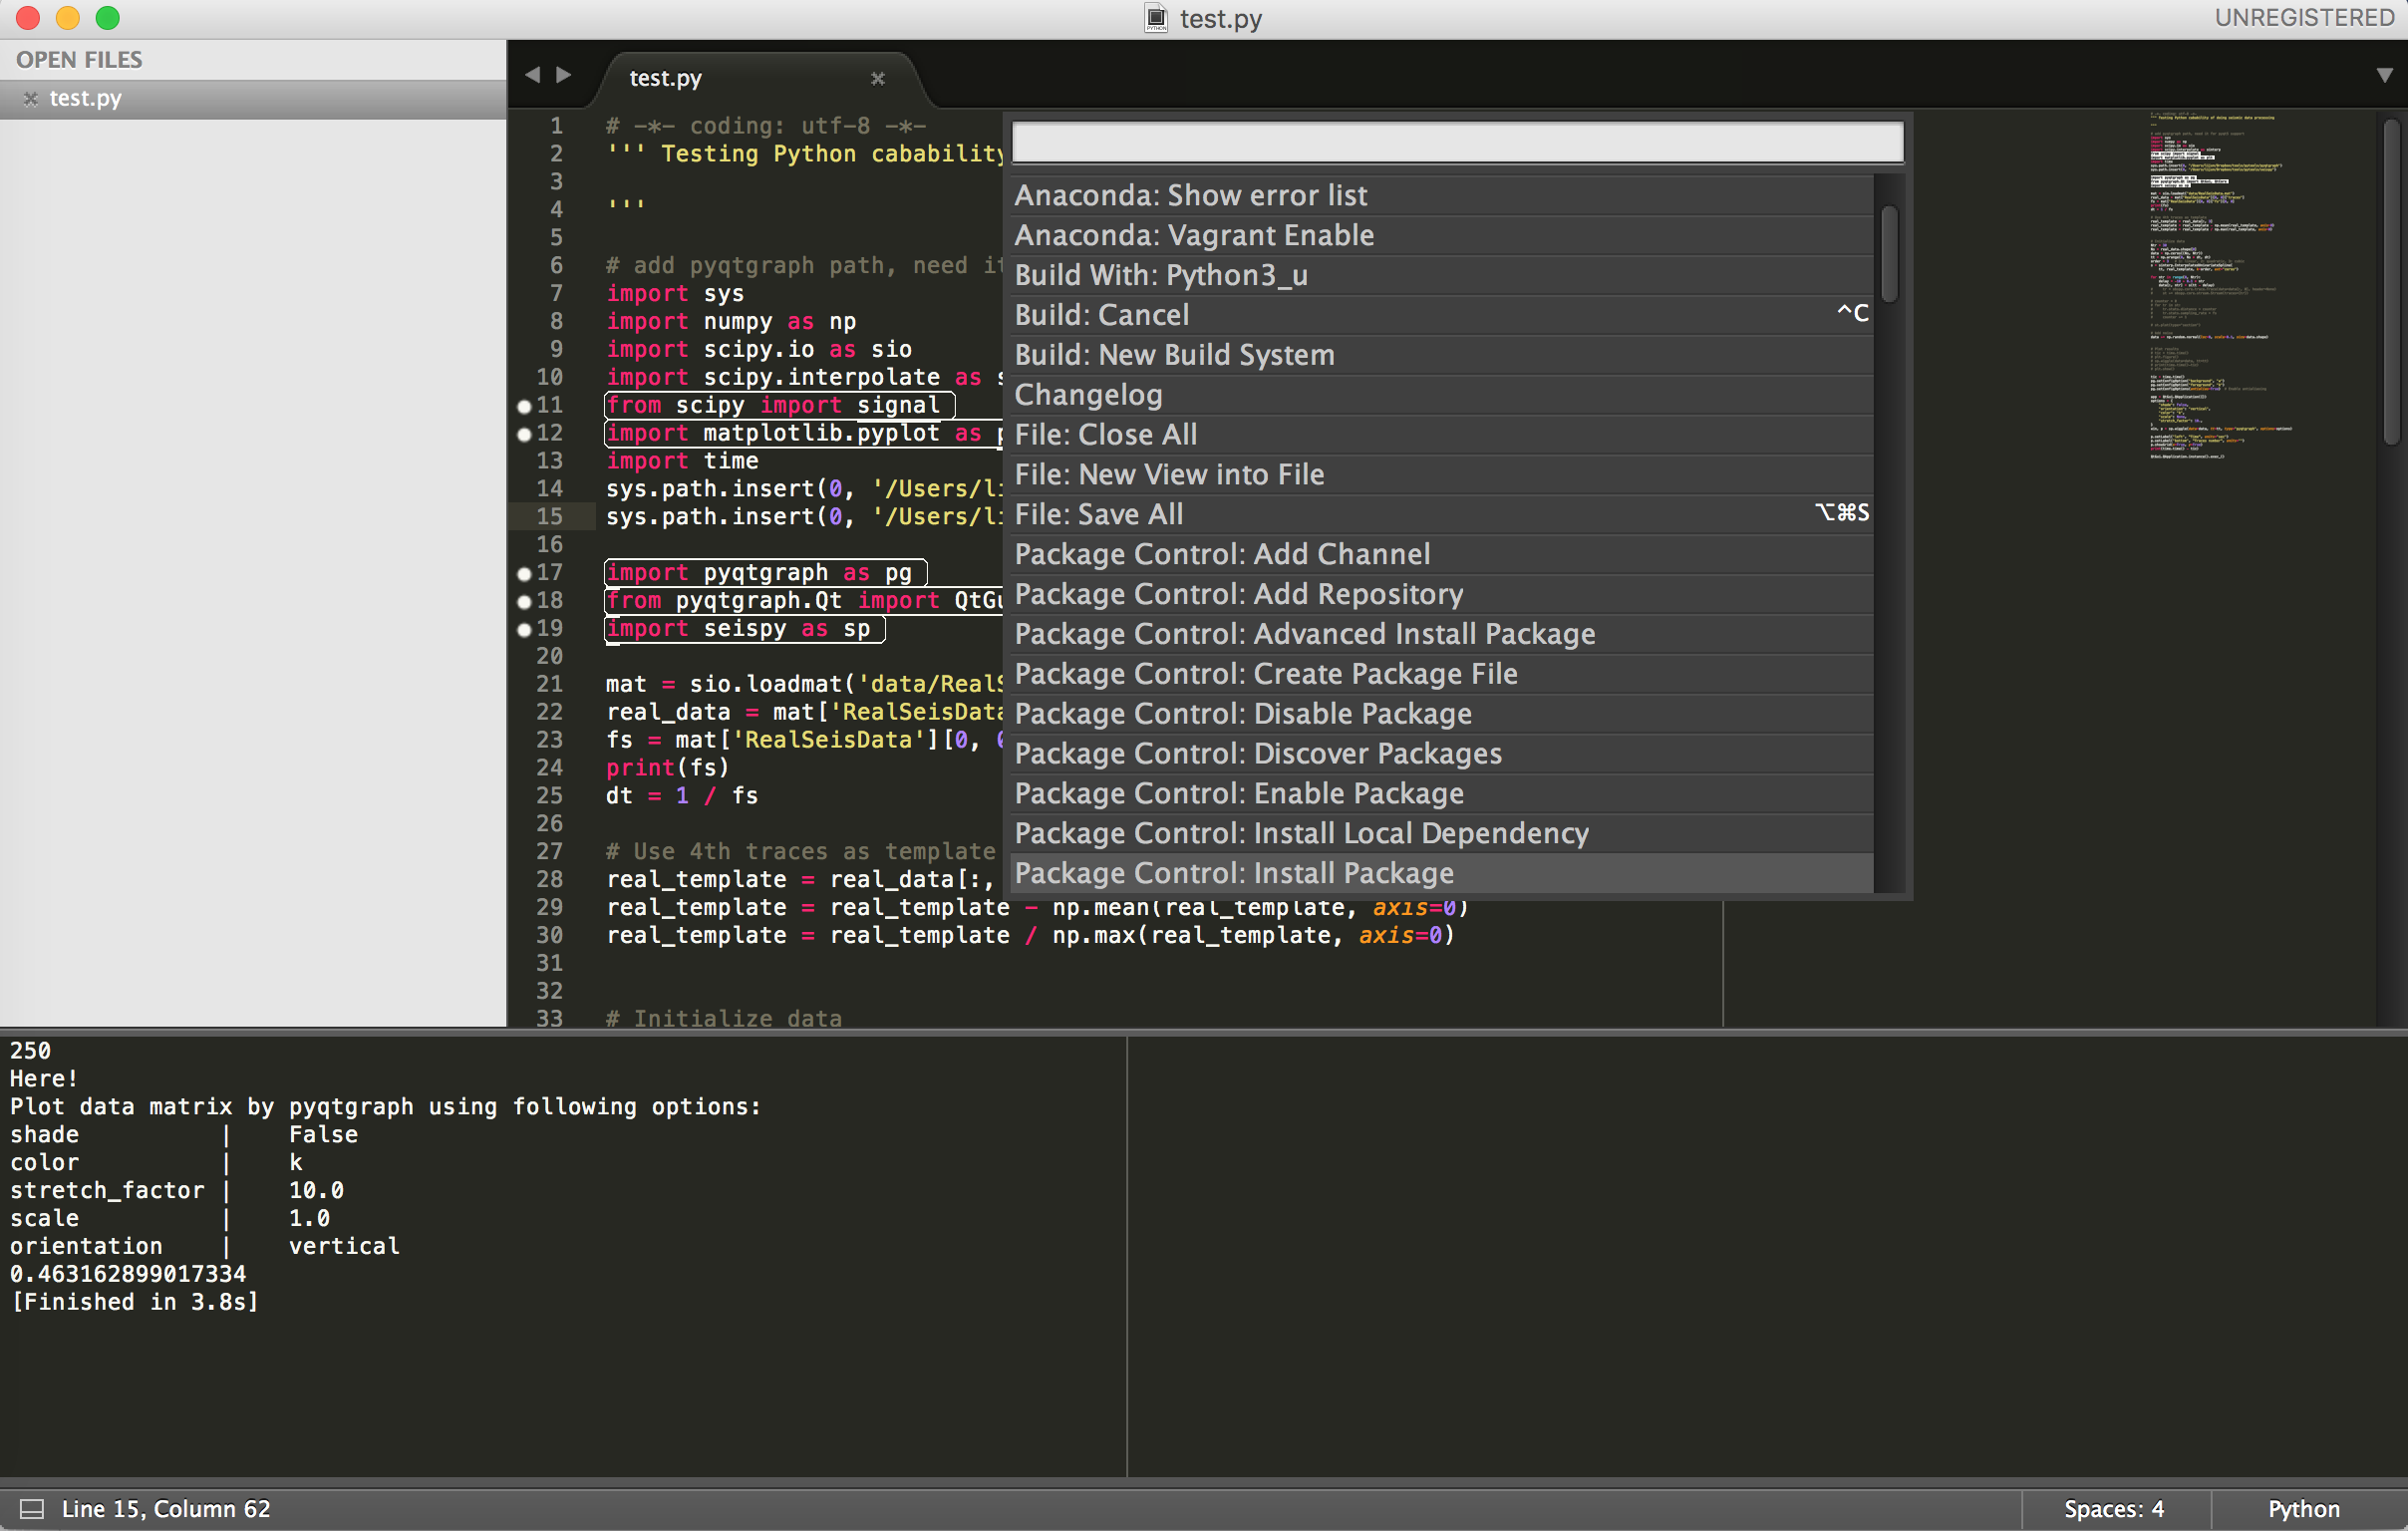 test.py
UNREGISTERED
OPEN FILES
test.py
test.py
1 # -*- coding: utf-8 -*-
2 ''' Testing Python cabability
3
4 '''
5
6 # add pyqtgraph path, need it
7 import sys
8 import numpy as np
9 import scipy.io as sio
10 import scipy.interpolate as s
11 from scipy import signal
12 import matplotlib.pyplot as p
13 import time
14 sys.path.insert(0, '/Users/li
15 sys.path.insert(0, '/Users/li
16
17 import pyqtgraph as pg
18 from pyqtgraph.Qt import QtGu
19 import seispy as sp
20
21 mat = sio.loadmat('data/RealS
22 real_data = mat['RealSeisData
23 fs = mat['RealSeisData'][0, 0
24 print(fs)
25 dt = 1 / fs
26
27 # Use 4th traces as template
28 real_template = real_data[:,
29 real_template = real_template - np.mean(real_template, axis=0)
30 real_template = real_template / np.max(real_template, axis=0)
31
32
33 # Initialize data
Anaconda: Show error list
Anaconda: Vagrant Enable
Build With: Python3_u
Build: Cancel ^C
Build: New Build System
Changelog
File: Close All
File: New View into File
File: Save All ⌥⌘S
Package Control: Add Channel
Package Control: Add Repository
Package Control: Advanced Install Package
Package Control: Create Package File
Package Control: Disable Package
Package Control: Discover Packages
Package Control: Enable Package
Package Control: Install Local Dependency
Package Control: Install Package
250
Here!
Plot data matrix by pyqtgraph using following options:
shade | False
color | k
stretch_factor | 10.0
scale | 1.0
orientation | vertical
0.463162899017334
[Finished in 3.8s]
Line 15, Column 62
Spaces: 4
Python